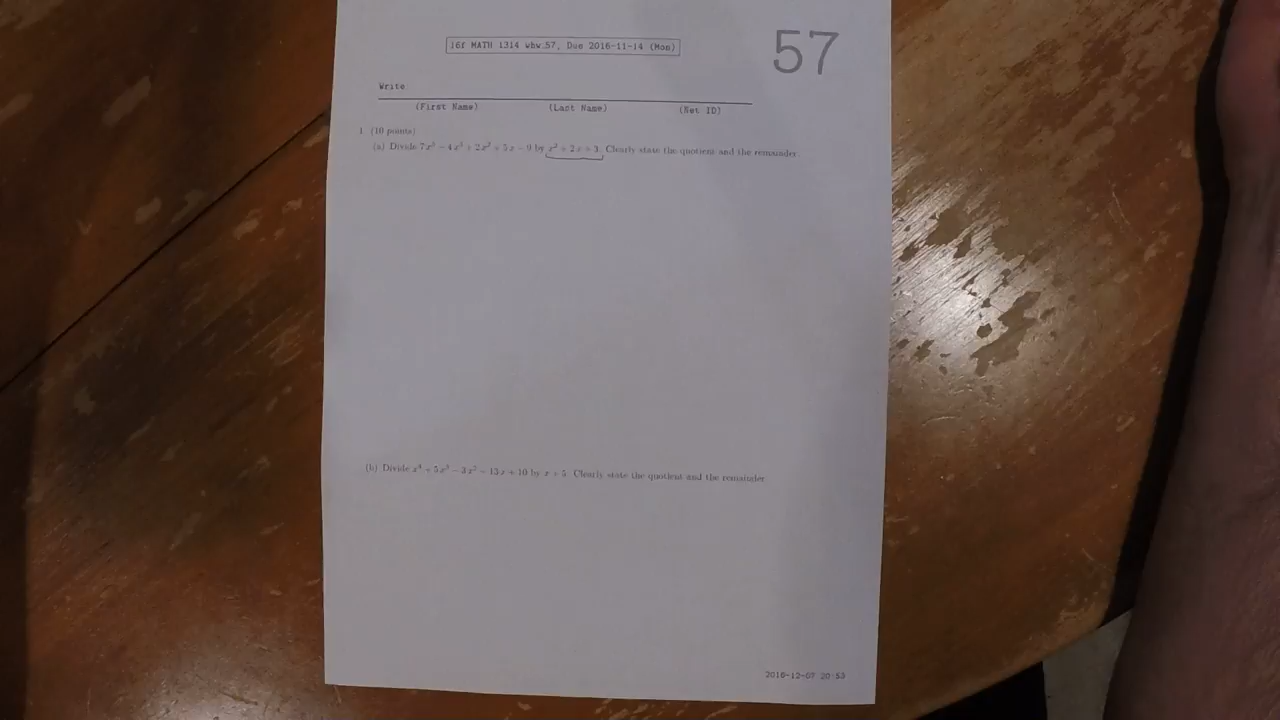 16f MATH 1314 whw:57, Due 2016-11-14 (Mon)
57
Write
(First Name) (Last Name) (Net ID)
1. (10 points)
(a) Divide by Clearly state the quotient and the remainder.
(b) Divide by x + 5. Clearly state the quotient and the remainder.
2016-12-07 20:53